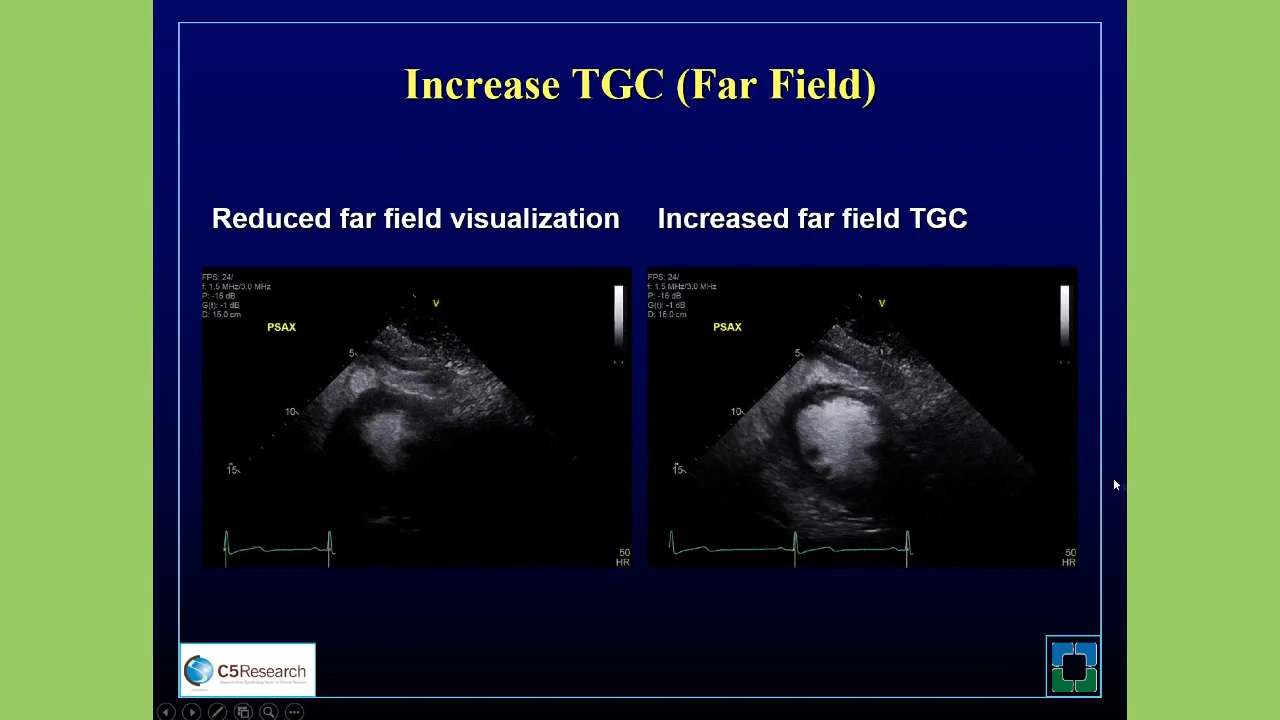 Increase TGC (Far Field)
Reduced far field visualization
Increased far field TGC
FPS: 24/
f: 1.5 MHz/3.0 MHz
P: -15 dB
G(t): -1 dB
D: 15.0 cm
V
PSAX
5
10
15
50
HR
FPS: 24/
f: 1.5 MHz/3.0 MHz
P: -15 dB
G(t): -1 dB
D: 15.0 cm
V
PSAX
5
10
15
50
HR
C5Research